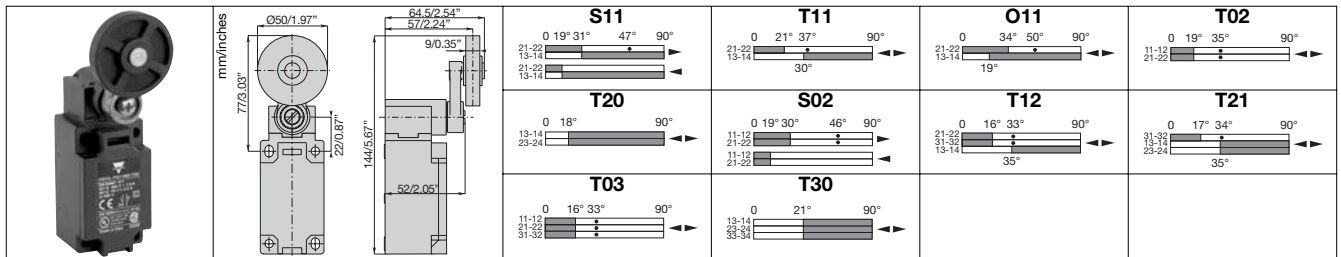 mm/inches
Ø50/1.97"
77/3.03"
22/0.87"
64.5/2.54"
57/2.24"
9/0.35"
144/5.67"
52/2.05"
S11
0 19° 31° 47° 90°
21-22
13-14
21-22
13-14
T11
0 21° 37° 90°
21-22
13-14
30°
O11
0 34° 50° 90°
21-22
13-14
19°
T02
0 19° 35° 90°
11-12
21-22
T20
0 18° 90°
13-14
23-24
S02
0 19° 30° 46° 90°
11-12
21-22
11-12
21-22
T12
0 16° 33° 90°
21-22
31-32
13-14
35°
T21
0 17° 34° 90°
31-32
13-14
23-24
35°
T03
0 16° 33° 90°
11-12
21-22
31-32
T30
0 21° 90°
13-14
23-24
33-34